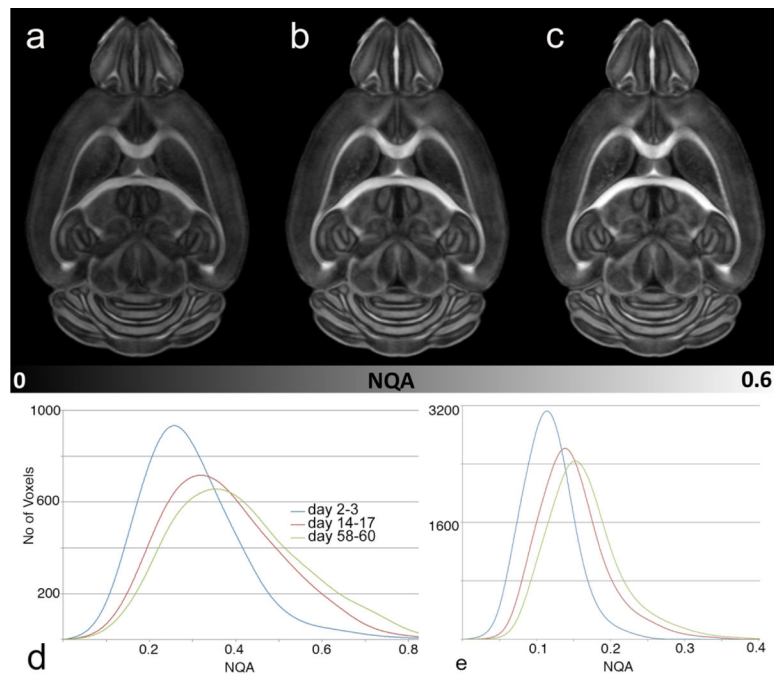 a b c
0 NQA 0.6
1000
600
200
No of Voxels
day 2-3
day 14-17
day 58-60
0.2 0.4 0.6 0.8
NQA
d
3200
1600
0.1 0.2 0.3 0.4
NQA
e